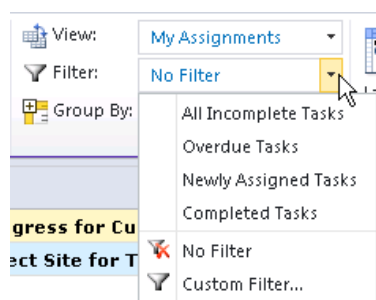 View: My Assignments
Filter: No Filter
Group By:
All Incomplete Tasks
Overdue Tasks
Newly Assigned Tasks
Completed Tasks
No Filter
Custom Filter...
gress for Cu
ect Site for T